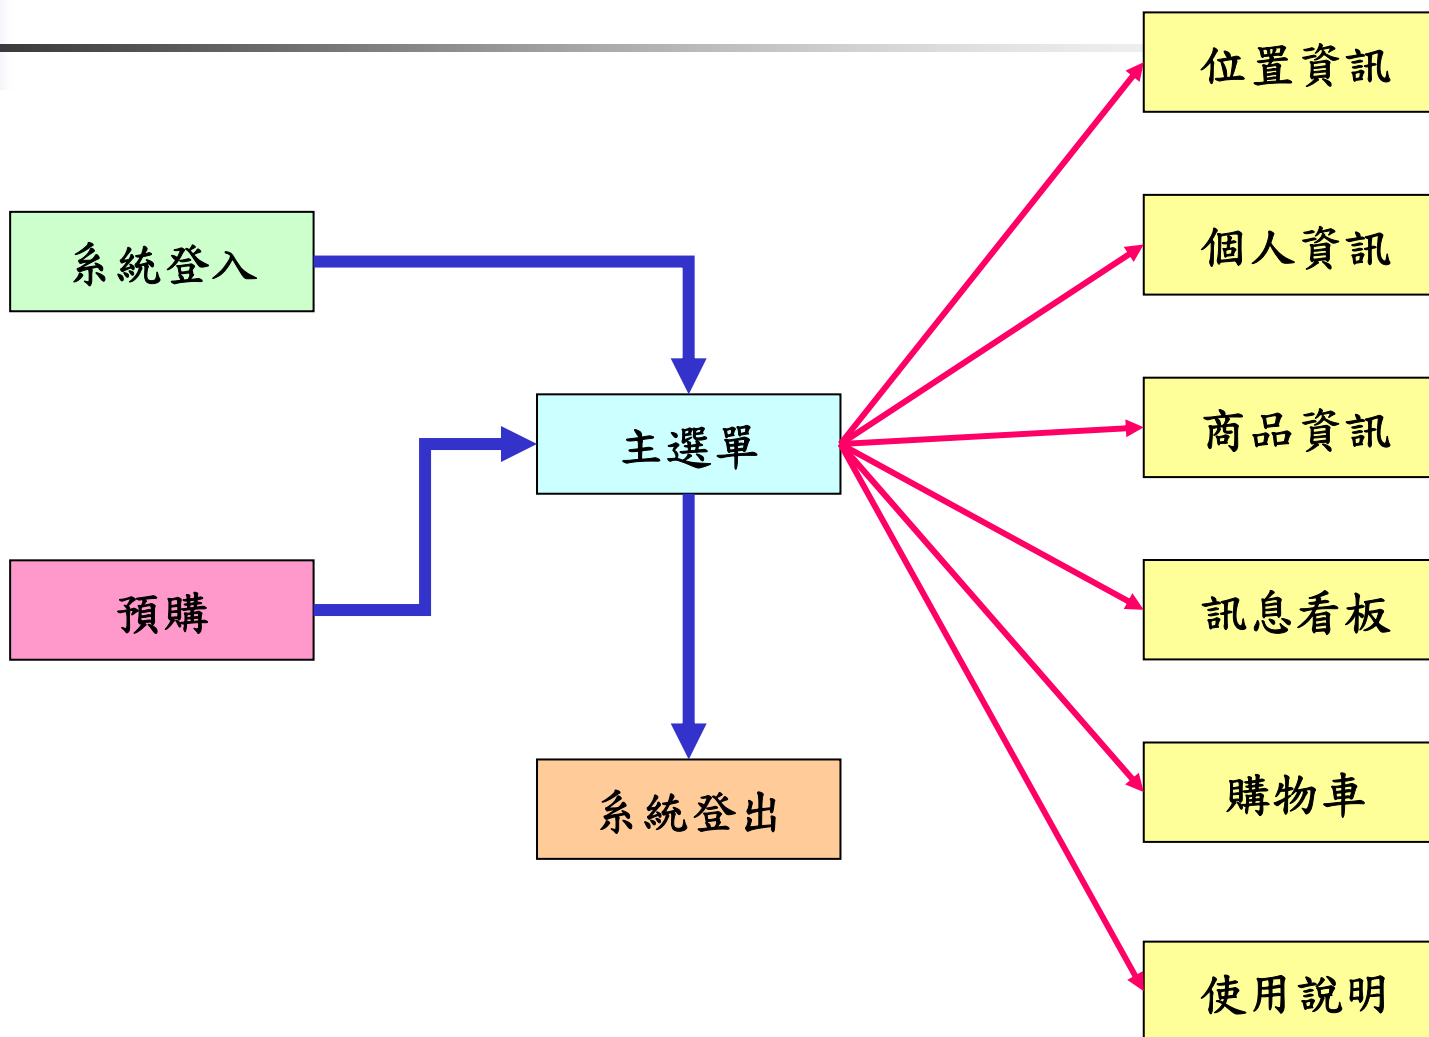 位置資訊
系統登入
個人資訊
主選單
商品資訊
預購
訊息看板
系統登出
購物車
使用說明